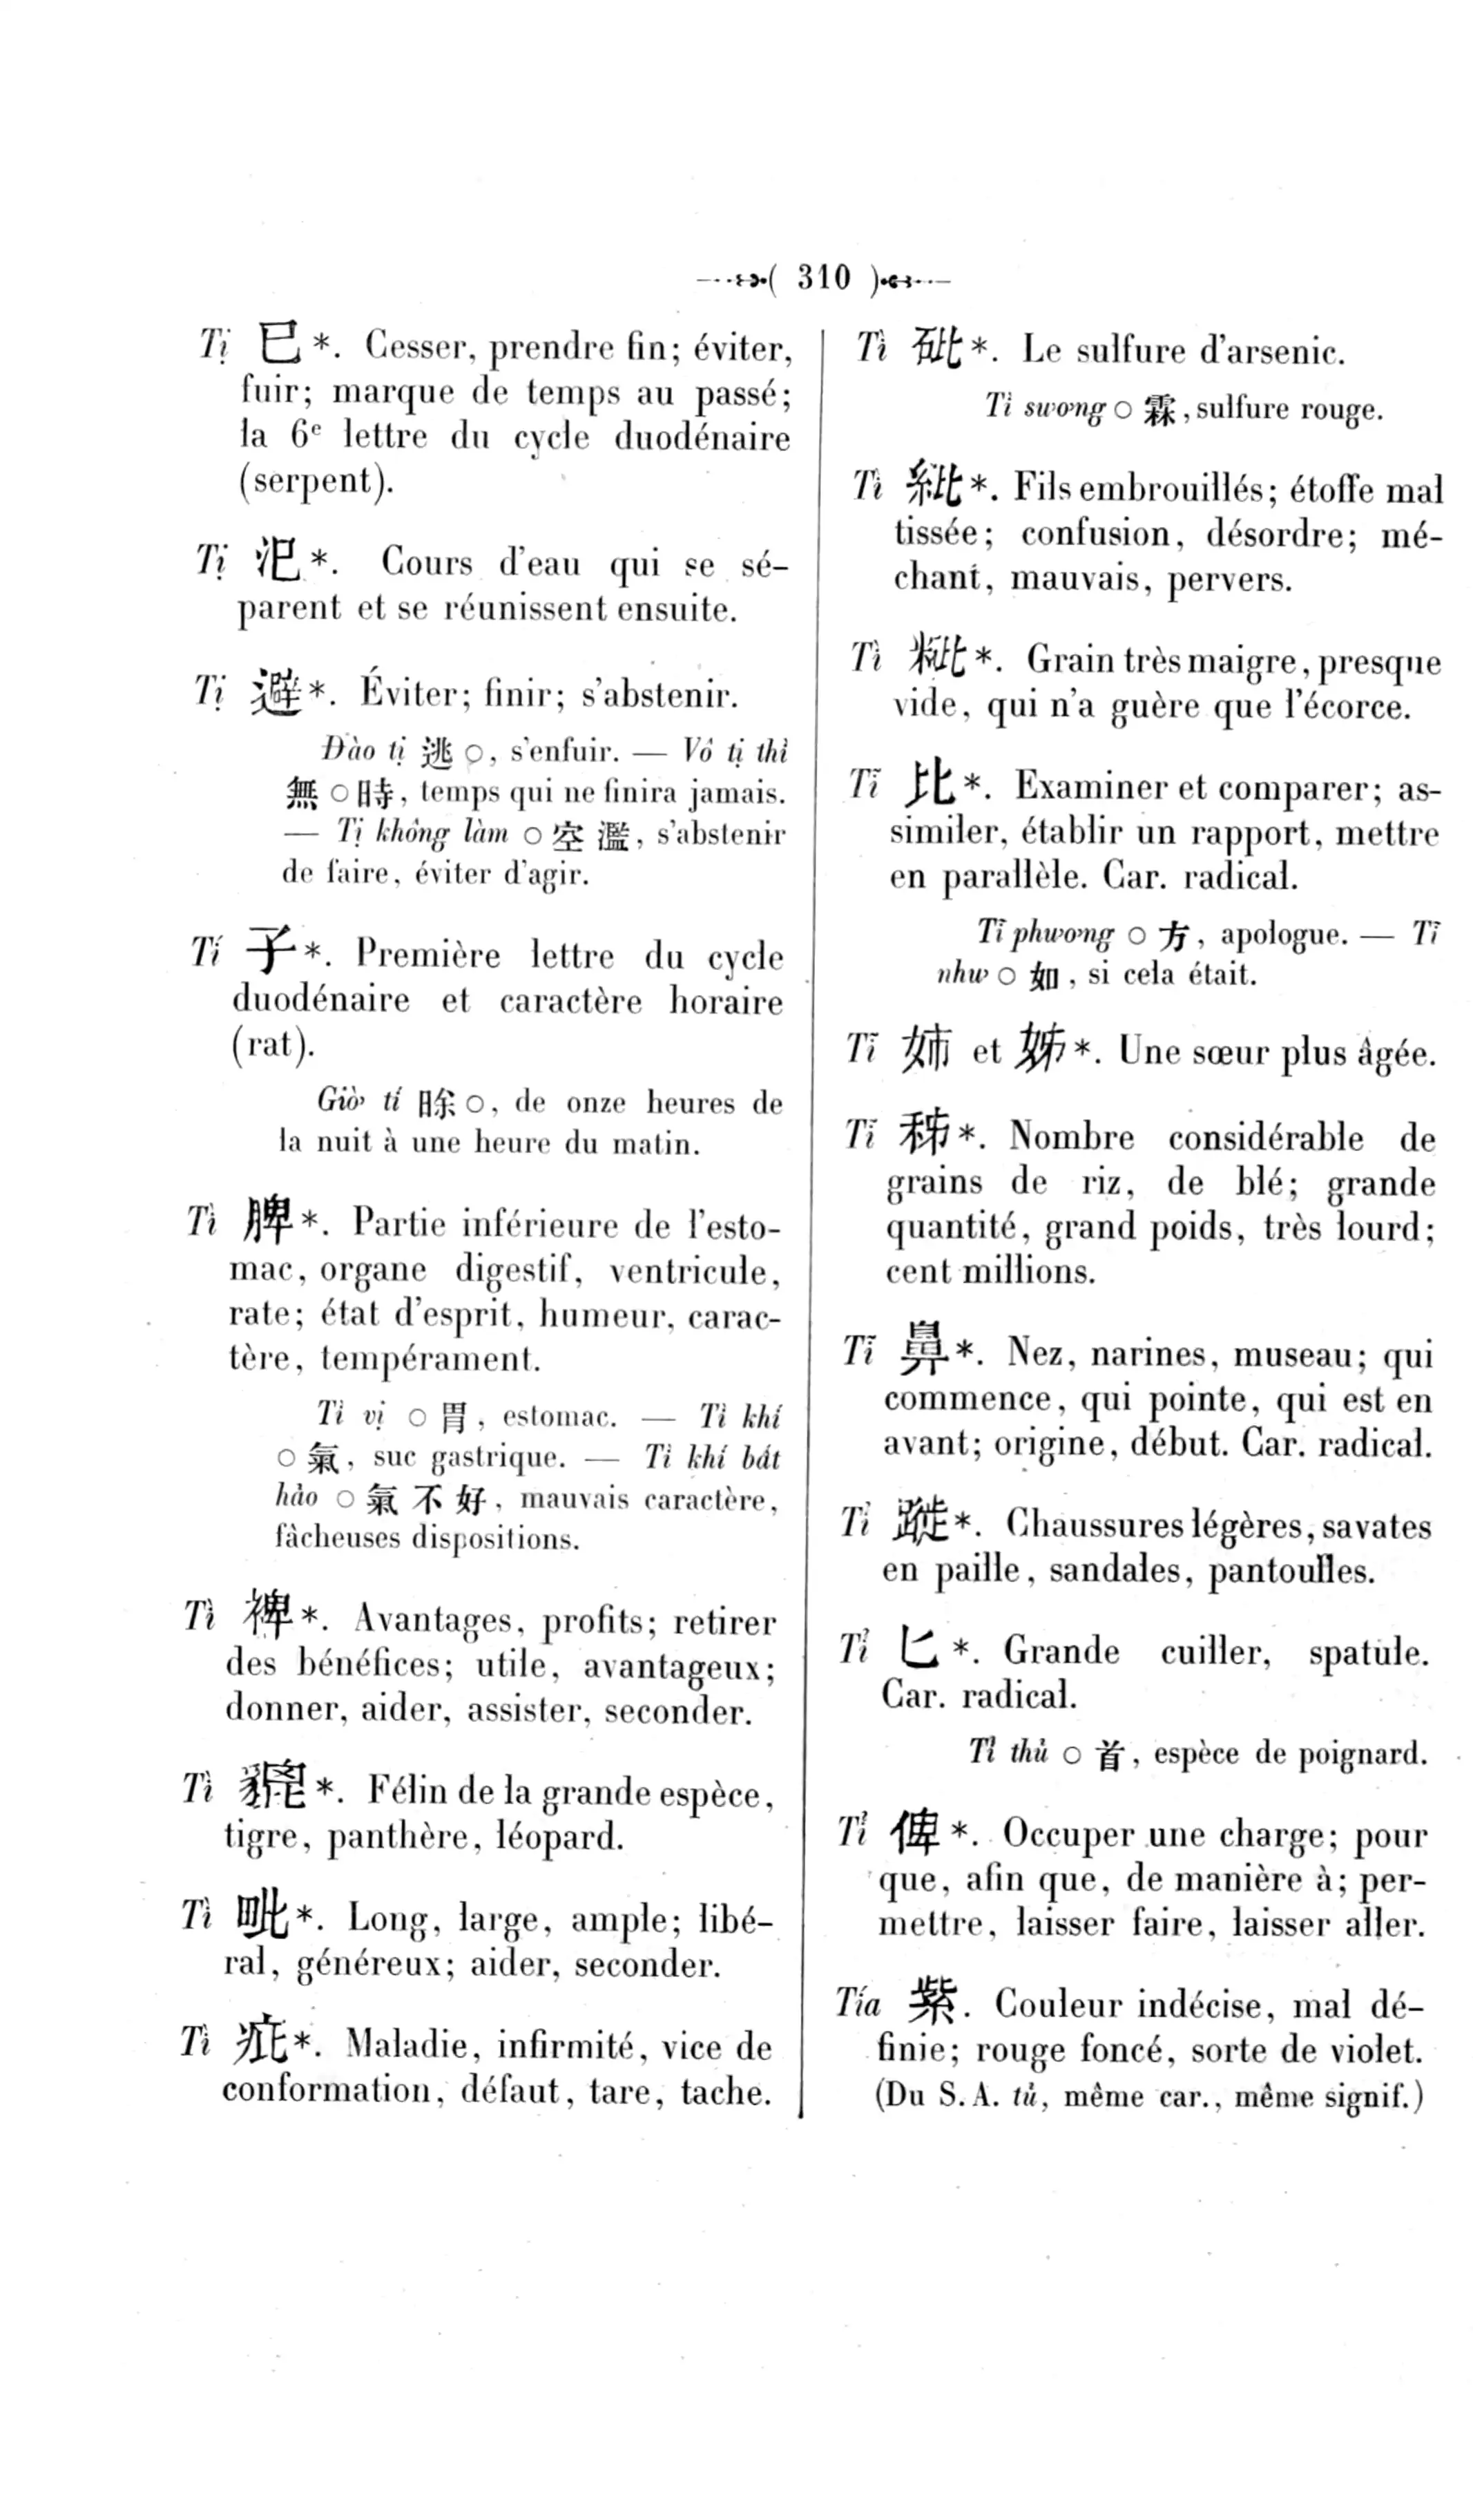 ( 310 )
Tị 巳*. Cesser, prendre fin; éviter,
fuir; marque de temps au passé;
la 6e lettre du cycle duodénaire
(serpent).
Tị 汜*. Cours d'eau qui se sé-
parent et se réunissent ensuite.
Tị 避*. Éviter; finir; s'abstenir.
Đào tị 逃○, s'enfuir. — Vô tị thì
無○時, temps qui ne finira jamais.
— Tị không làm ○空濫, s'abstenir
de faire, éviter d'agir.
Tí 子*. Première lettre du cycle
duodénaire et caractère horaire
(rat).
Giờ tí ○, de onze heures de
la nuit à une heure du matin.
Tì 脾*. Partie inférieure de l'esto-
mac, organe digestif, ventricule,
rate; état d'esprit, humeur, carac-
tère, tempérament.
Tì vị ○胃, estomac. — Tì khí
○氣, suc gastrique. — Tì khí bất
hảo ○氣不好, mauvais caractère,
fâcheuses dispositions.
Tì 裨*. Avantages, profits; retirer
des bénéfices; utile, avantageux;
donner, aider, assister, seconder.
Tì *. Félin de la grande espèce,
tigre, panthère, léopard.
Tì 毗*. Long, large, ample; libé-
ral, généreux; aider, seconder.
Tì 疵*. Maladie, infirmité, vice de
conformation, défaut, tare, tache.
Tì 砒*. Le sulfure d'arsenic.
Tì swơng ○霖, sulfure rouge.
Tì 紕*. Fils embrouillés; étoffe mal
tissée; confusion, désordre; mé-
chant, mauvais, pervers.
Tì 粃*. Grain très maigre, presque
vide, qui n'a guère que l'écorce.
Tĩ 比*. Examiner et comparer; as-
similer, établir un rapport, mettre
en parallèle. Car. radical.
Tĩ phwơng ○方, apologue. — Tĩ
như ○如, si cela était.
Tĩ 姉 et 姊*. Une sœur plus âgée.
Tĩ 秭*. Nombre considérable de
grains de riz, de blé; grande
quantité, grand poids, très lourd;
cent millions.
Tĩ 鼻*. Nez, narines, museau; qui
commence, qui pointe, qui est en
avant; origine, début. Car. radical.
Tỉ 蹝*. Chaussures légères, savates
en paille, sandales, pantoufles.
Tỉ 匕*. Grande cuiller, spatule.
Car. radical.
Tỉ thủ ○首, espèce de poignard.
Tỉ 俾*. Occuper une charge; pour
que, afin que, de manière à; per-
mettre, laisser faire, laisser aller.
Tía 紫. Couleur indécise, mal dé-
finie; rouge foncé, sorte de violet.
(Du S. A. tử, même car., même signif.)